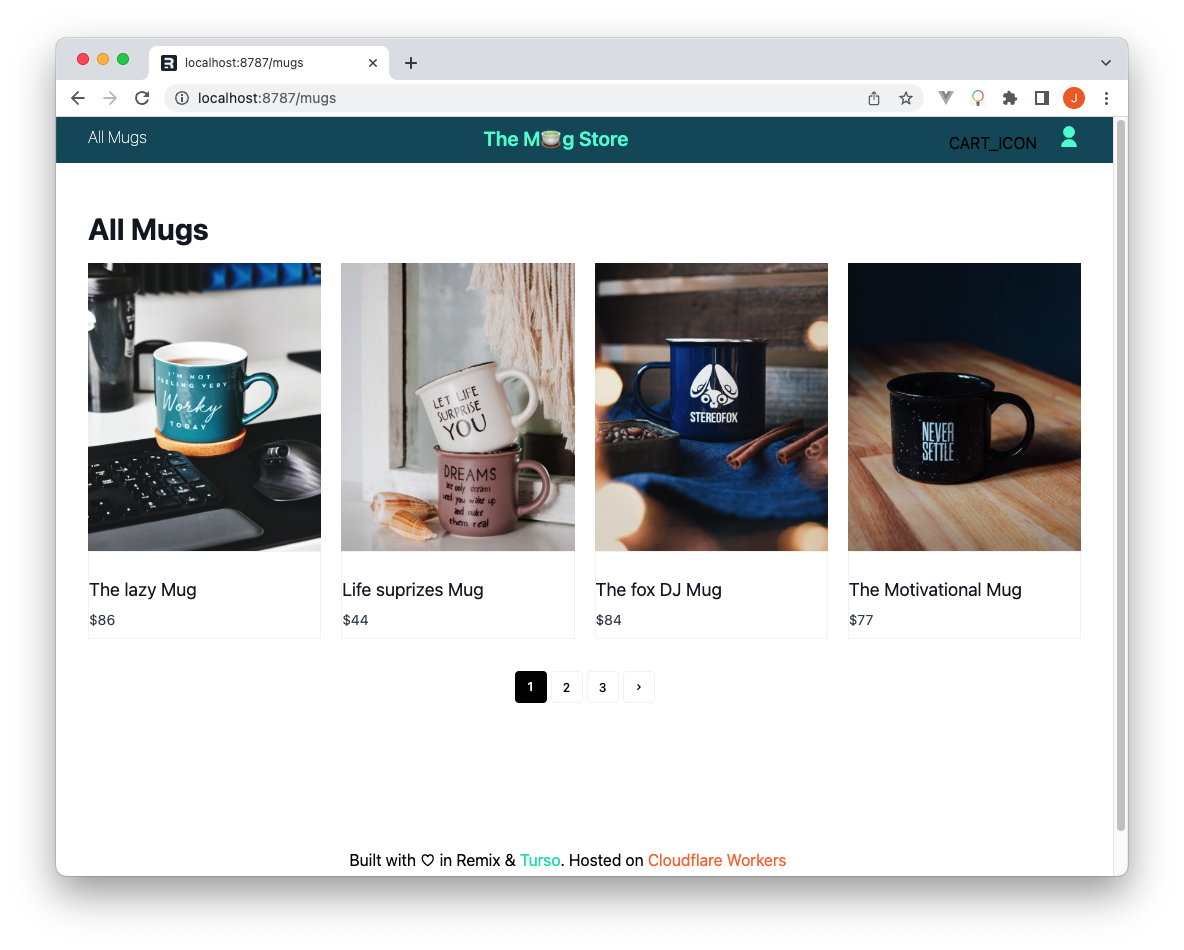 localhost:8787/mugs
localhost:8787/mugs
J
All Mugs
The M🍵g Store
CART_ICON
All Mugs
I'M NOT
FEELING VERY
Worky
TODAY
LET LIFE
SURPRISE
YOU
DREAMS
are only dream
until you wake up
and make
them real
STEREOFOX
NEVER
SETTLE
The lazy Mug
Life suprizes Mug
The fox DJ Mug
The Motivational Mug
$86
$44
$84
$77
1 2 3 ›
Built with ♡ in Remix & Turso. Hosted on Cloudflare Workers